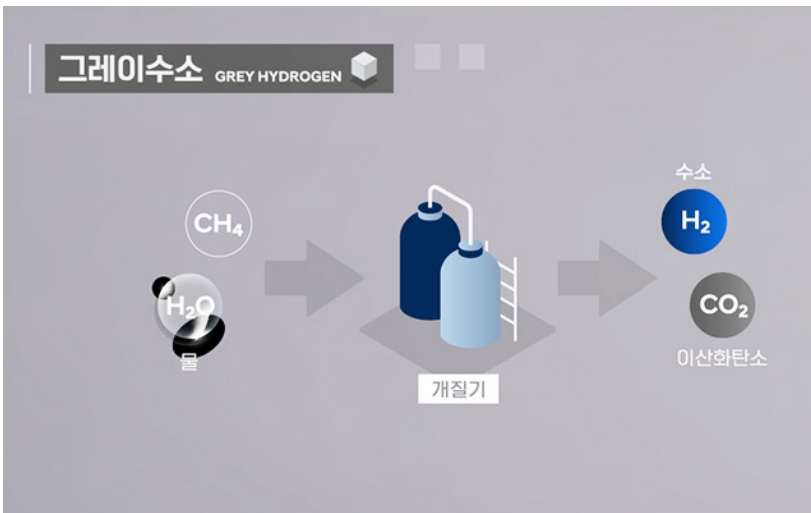 그레이수소 GREY HYDROGEN
CH₄
H₂O
물
개질기
수소
H₂
CO₂
이산화탄소